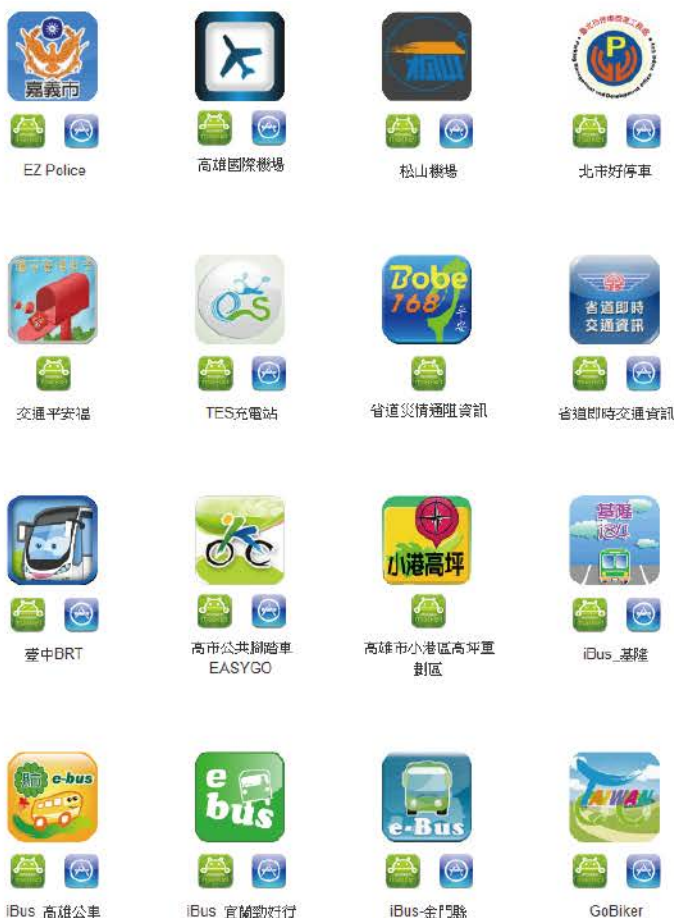 嘉義市
P
EZ Police
高雄國際機場
松山機場
北市好停車
Bobe
168
平安
省道即時
交通資訊
交通平安福
TES充電站
省道災情通阻資訊
省道即時交通資訊
小港高坪
基隆
臺中BRT
高市公共腳踏車
EASYGO
高雄市小港區高坪重
劃區
iBus_基隆
e-bus
e
bus
e-Bus
TAIWAN
iBus_高雄公車
iBus_宜蘭勁好行
iBus-金門縣
GoBiker